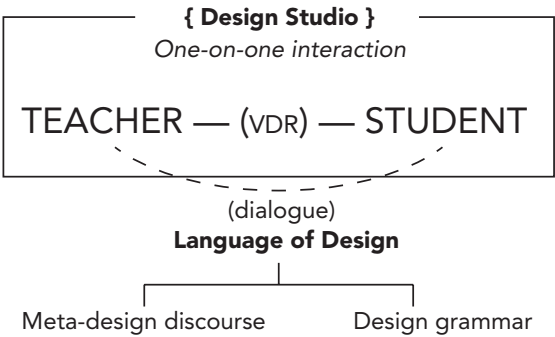 { Design Studio }
One-on-one interaction
TEACHER — (VDR) — STUDENT
(dialogue)
Language of Design
Meta-design discourse Design grammar